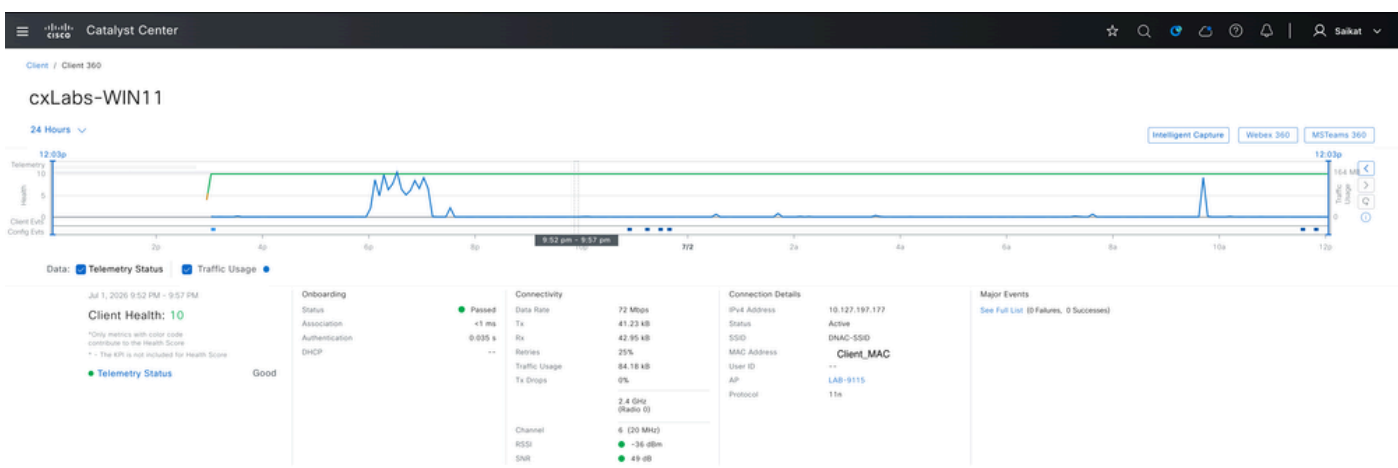 CISCO Catalyst Center
Saikat
Client / Client 360
cxLabs-WIN11
24 Hours
Intelligent Capture
Webex 360
MSTeams 360
12:03p
12:03p
Telemetry
10
5
0
Health
Client Evts
Config Evts
164 MB
0
Traffic Usage
2p 4p 6p 8p 10p 7/2 2a 4a 6a 8a 10a 12p
9:52 pm - 9:57 pm
Data: Telemetry Status Traffic Usage
Jul 1, 2026 9:52 PM - 9:57 PM
Client Health: 10
*Only metrics with color code
contribute to the Health Score
* - The KPI is not included for Health Score
Telemetry Status Good
Onboarding
Status Passed
Association <1 ms
Authentication 0.035 s
DHCP --
Connectivity
Data Rate 72 Mbps
Tx 41.23 kB
Rx 42.95 kB
Retries 25%
Traffic Usage 84.18 kB
Tx Drops 0%
2.4 GHz
(Radio 0)
Channel 6 (20 MHz)
RSSI -36 dBm
SNR 49 dB
Connection Details
IPv4 Address 10.127.197.177
Status Active
SSID DNAC-SSID
MAC Address Client_MAC
User ID --
AP LAB-9115
Protocol 11n
Major Events
See Full List (0 Failures, 0 Successes)